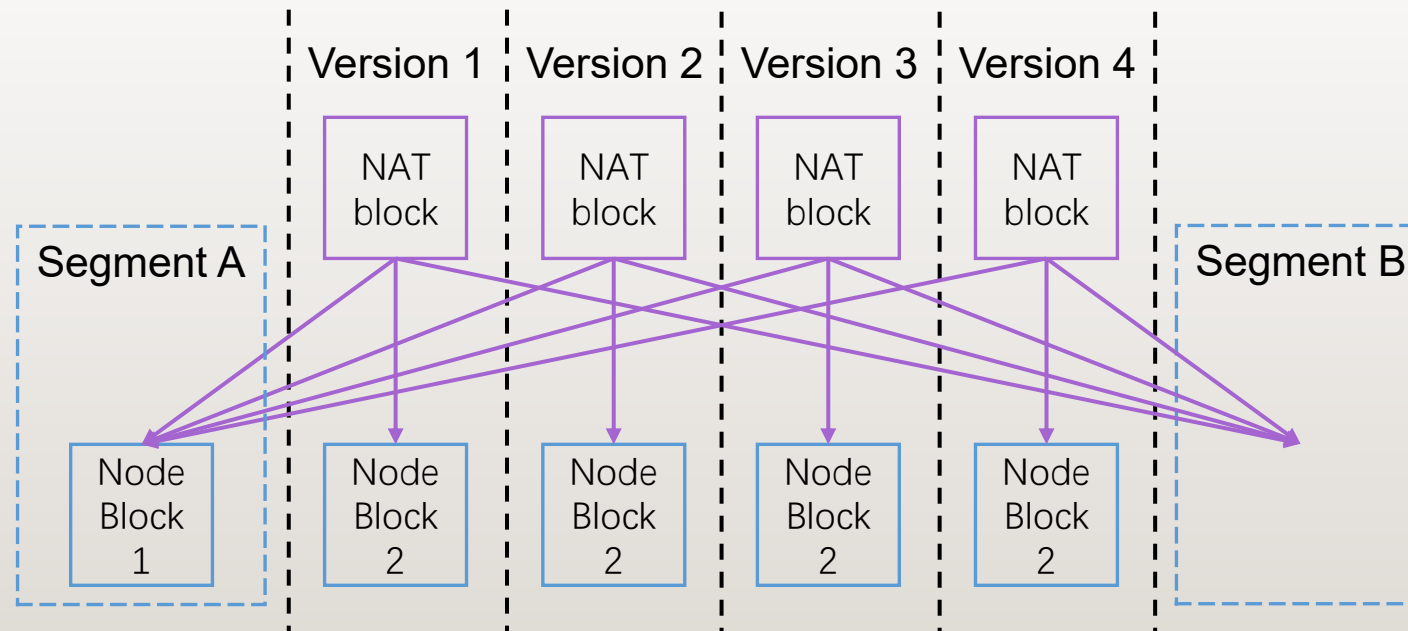 Version 1
Version 2
Version 3
Version 4
NAT
block
NAT
block
NAT
block
NAT
block
Segment A
Segment B
Node
Block
1
Node
Block
2
Node
Block
2
Node
Block
2
Node
Block
2